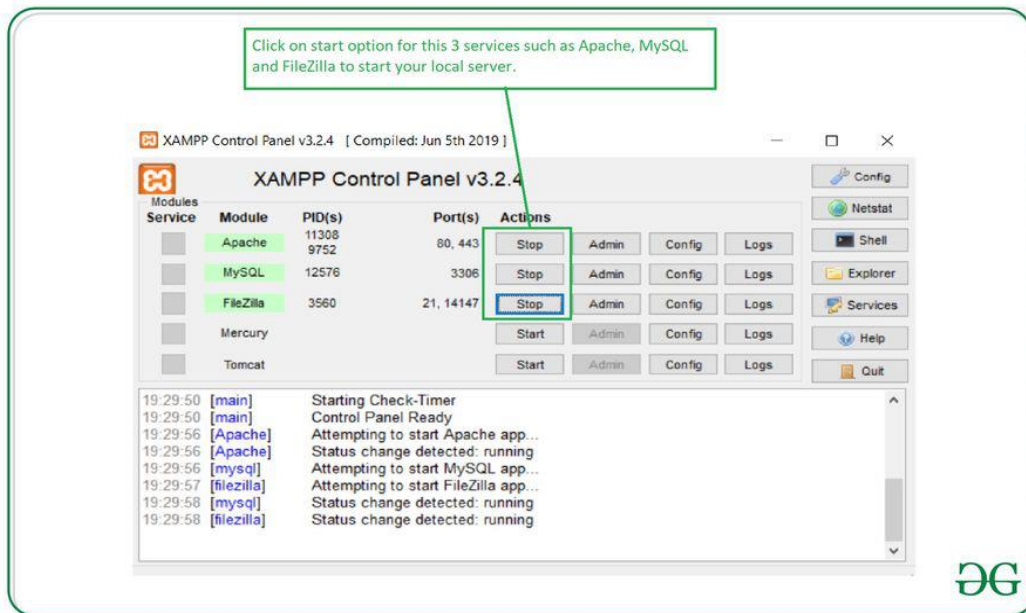 Click on start option for this 3 services such as Apache, MySQL
and FileZilla to start your local server.
XAMPP Control Panel v3.2.4 [ Compiled: Jun 5th 2019 ]
XAMPP Control Panel v3.2.4
Config
Modules
Netstat
Service Module PID(s) Port(s) Actions
Apache 11308 9752 80, 443 Stop Admin Config Logs Shell
MySQL 12576 3306 Stop Admin Config Logs Explorer
FileZilla 3560 21, 14147 Stop Admin Config Logs Services
Mercury Start Admin Config Logs Help
Tomcat Start Admin Config Logs Quit
19:29:50 [main] Starting Check-Timer
19:29:50 [main] Control Panel Ready
19:29:56 [Apache] Attempting to start Apache app...
19:29:56 [Apache] Status change detected: running
19:29:56 [mysql] Attempting to start MySQL app...
19:29:57 [filezilla] Attempting to start FileZilla app...
19:29:58 [mysql] Status change detected: running
19:29:58 [filezilla] Status change detected: running